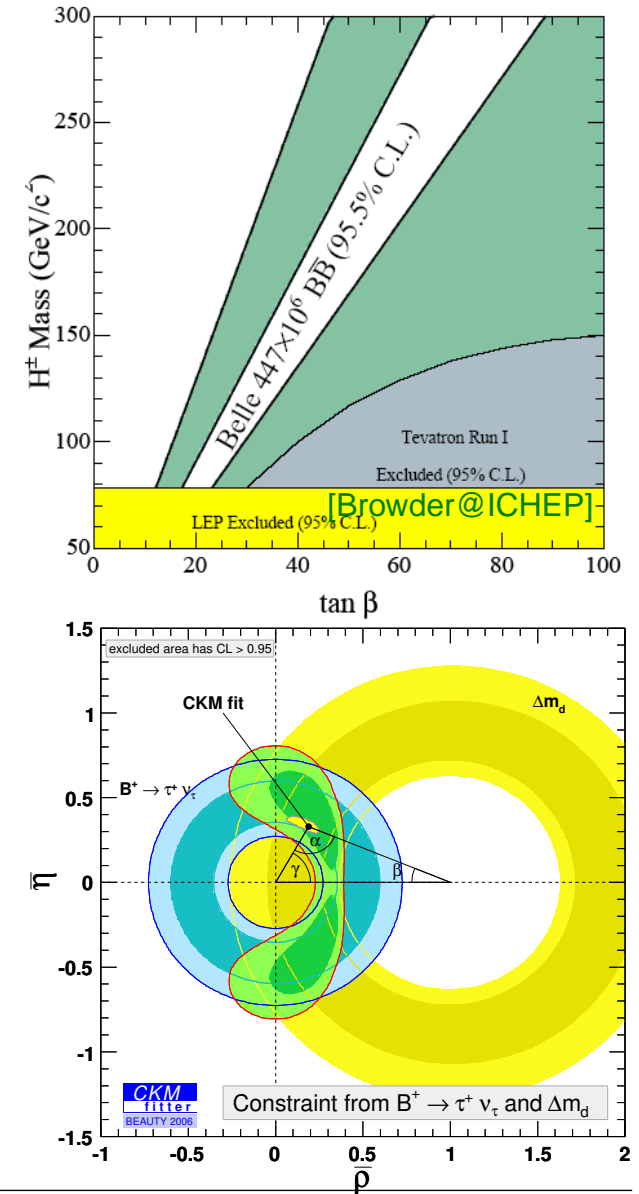 300
250
200
150
100
50
H± Mass (GeV/c²)
Belle 447×10⁶ BB̅ (95.5% C.L.)
Tevatron Run I
Excluded (95% C.L.)
[Browder@ICHEP]
LEP Excluded (95% C.L.)
0 20 40 60 80 100
tan β
1.5
1
0.5
0
-0.5
-1
-1.5
η̅
excluded area has CL > 0.95
CKM fit
Δm_d
B⁺ → τ⁺ ν_τ
α
γ
β
CKM
fitter
BEAUTY 2006
Constraint from B⁺ → τ⁺ ν_τ and Δm_d
-1 -0.5 0 0.5 1 1.5 2
ρ̅